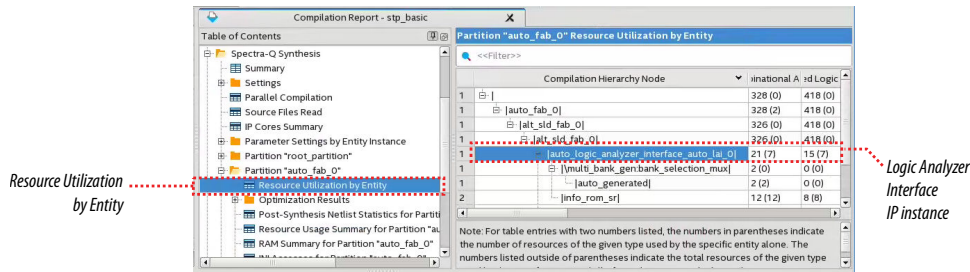 Compilation Report - stp_basic
Table of Contents
Spectra-Q Synthesis
Summary
Settings
Parallel Compilation
Source Files Read
IP Cores Summary
Parameter Settings by Entity Instance
Partition "root_partition"
Partition "auto_fab_0"
Resource Utilization by Entity
Optimization Results
Post-Synthesis Netlist Statistics for Parti
Resource Usage Summary for Partition "au
RAM Summary for Partition "auto_fab_0"
Partition "auto_fab_0" Resource Utilization by Entity
<<Filter>>
Compilation Hierarchy Node inational A ed Logic
1 | 328 (0) 418 (0)
1 |auto_fab_0| 328 (2) 418 (0)
1 |alt_sld_fab_0| 326 (0) 418 (0)
1 |alt_sld_fab_0| 326 (0) 418 (0)
1 |auto_logic_analyzer_interface_auto_lai_0| 21 (7) 15 (7)
1 |\multi_bank_gen:bank_selection_mux| 2 (0) 0 (0)
1 |auto_generated| 2 (2) 0 (0)
2 |info_rom_sr| 12 (12) 8 (8)
Note: For table entries with two numbers listed, the numbers in parentheses indicate
the number of resources of the given type used by the specific entity alone. The
numbers listed outside of parentheses indicate the total resources of the given type
Resource Utilization
by Entity
Logic Analyzer
Interface
IP instance